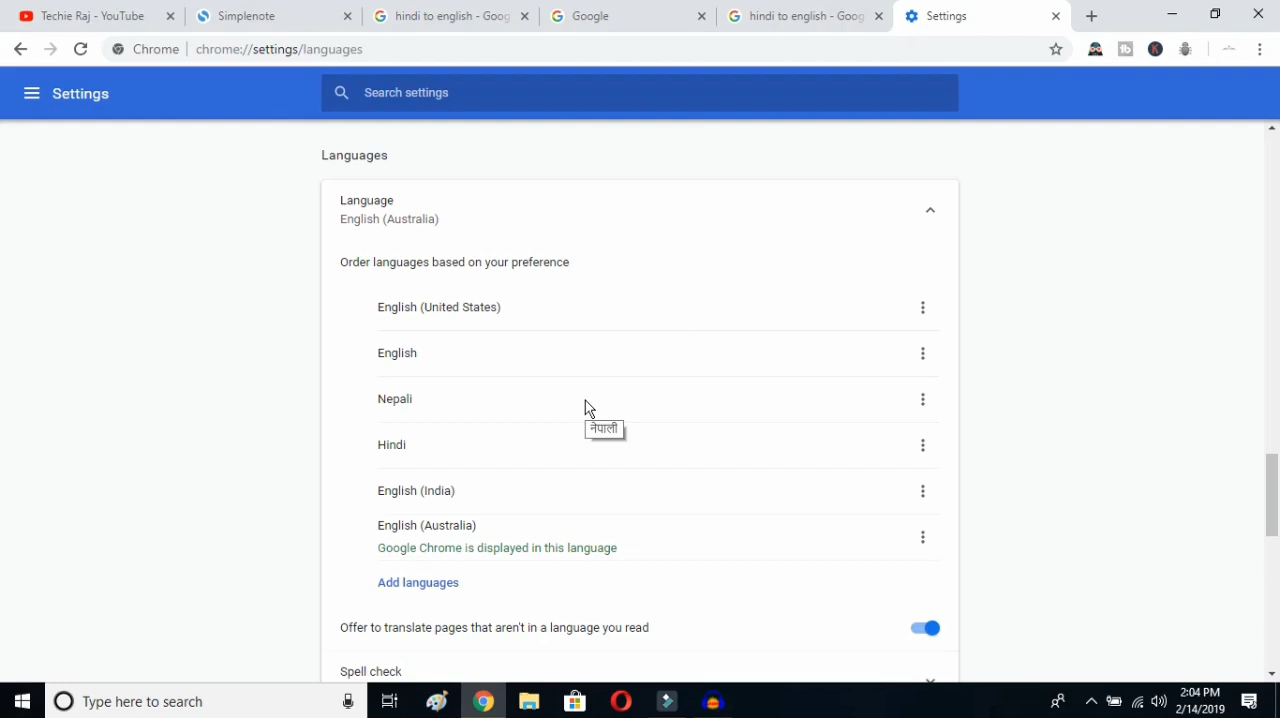 Techie Raj - YouTube
Simplenote
hindi to english - Goog
Google
hindi to english - Goog
Settings
Chrome
chrome://settings/languages
Settings
Search settings
Languages
Language
English (Australia)
Order languages based on your preference
English (United States)
English
Nepali
नेपाली
Hindi
English (India)
English (Australia)
Google Chrome is displayed in this language
Add languages
Offer to translate pages that aren't in a language you read
Spell check
Type here to search
2:04 PM
2/14/2019